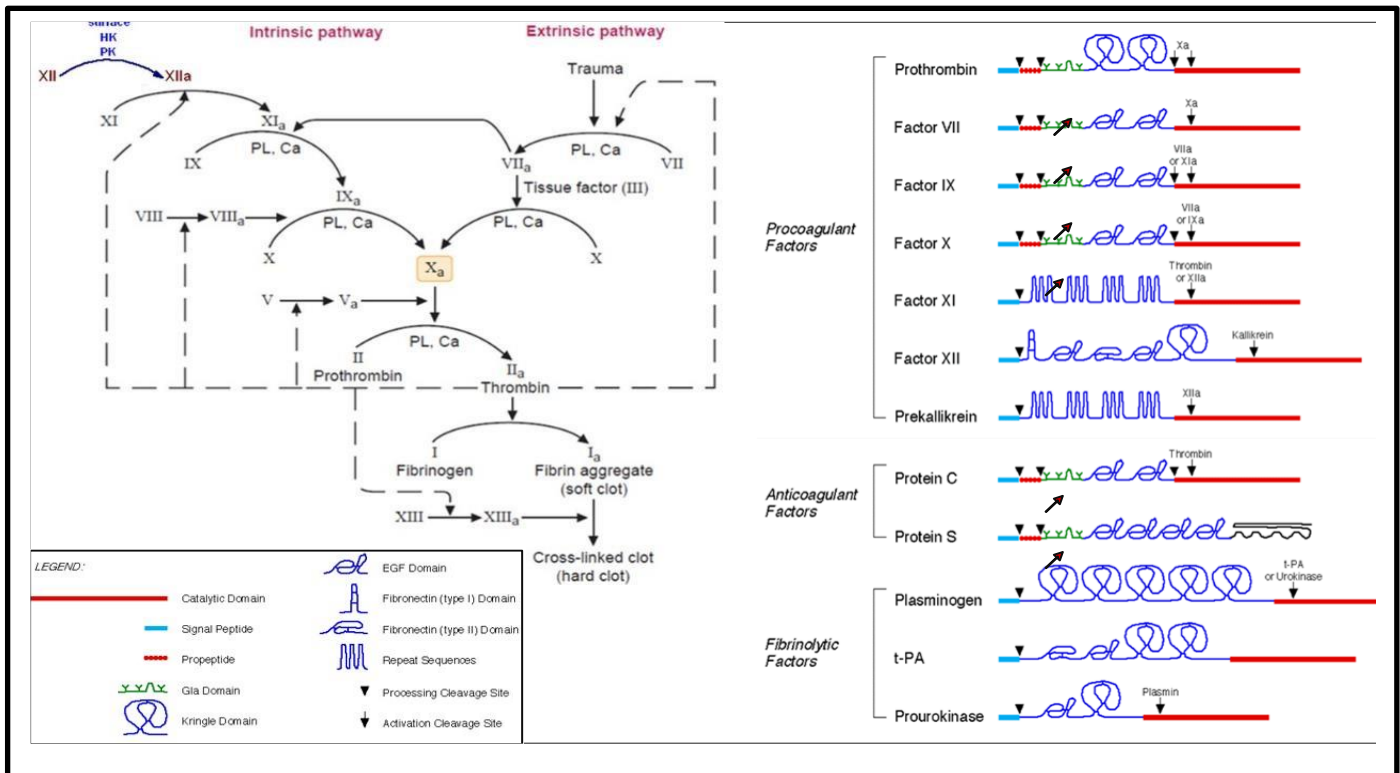 surface
HK
PK
XII
XIIa
Intrinsic pathway
Extrinsic pathway
Trauma
XI
XIa
PL, Ca
IX
IXa
VIIa
PL, Ca
VII
Tissue factor (III)
VIII
VIIIa
PL, Ca
PL, Ca
X
Xa
X
V
Va
PL, Ca
II
Prothrombin
IIa
Thrombin
I
Fibrinogen
Ia
Fibrin aggregate
(soft clot)
XIII
XIIIa
Cross-linked clot
(hard clot)
LEGEND:
Catalytic Domain
Signal Peptide
Propeptide
Gla Domain
Kringle Domain
EGF Domain
Fibronectin (type I) Domain
Fibronectin (type II) Domain
Repeat Sequences
Processing Cleavage Site
Activation Cleavage Site
Procoagulant
Factors
Prothrombin
Xa
Factor VII
Xa
Factor IX
VIIa
or XIa
Factor X
VIIa
or IXa
Factor XI
Thrombin
or XIIa
Factor XII
Kallikrein
Prekallikrein
XIIa
Anticoagulant
Factors
Protein C
Thrombin
Protein S
Fibrinolytic
Factors
Plasminogen
t-PA
or Urokinase
t-PA
Prourokinase
Plasmin